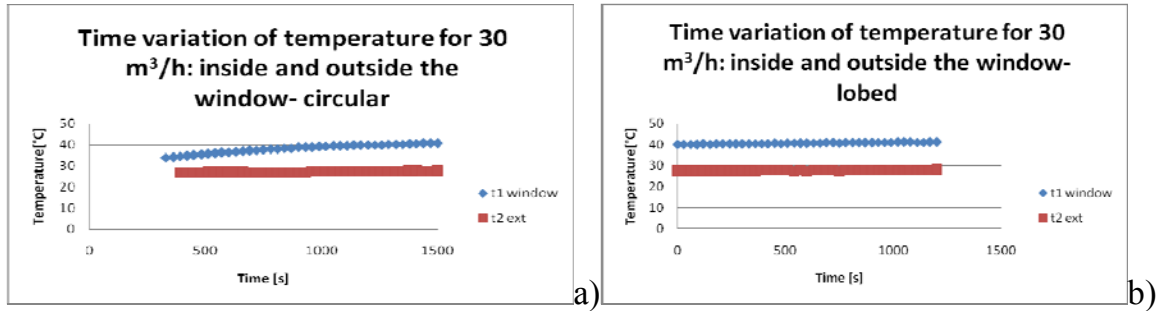 Time variation of temperature for 30
m³/h: inside and outside the
window- circular
Temperature[°C]
50
40
30
20
10
0
0
500
1000
1500
Time [s]
t1 window
t2 ext
a)
Time variation of temperature for 30
m³/h: inside and outside the window-
lobed
Temperature[°C]
50
40
30
20
10
0
0
500
1000
1500
Time [s]
t1 window
t2 ext
b)